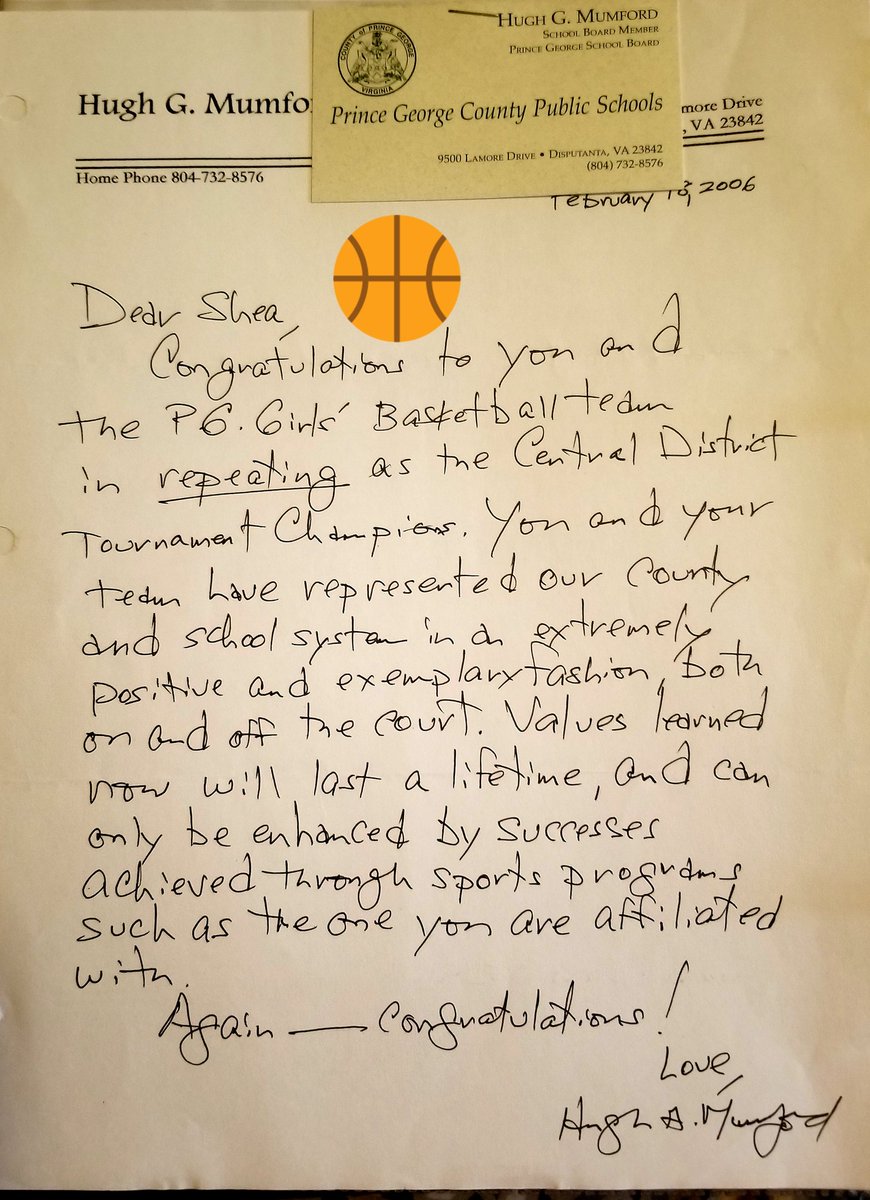 HUGH G. MUMFORD
SCHOOL BOARD MEMBER
PRINCE GEORGE SCHOOL BOARD
COUNTY of PRINCE GEORGE
VIRGINIA
Prince George County Public Schools
9500 LAMORE DRIVE • DISPUTANTA, VA 23842
(804) 732-8576
Hugh G. Mumfo
more Drive
, VA 23842
Home Phone 804-732-8576
February 2006
Dear Shea,
Congratulations to you and
the P.G. Girls' Basketball team
in repeating as the Central District
Tournament Champions. You and your
team have represented our County
and school system in an extremely
positive and exemplary fashion, both
on and off the court. Values learned
now will last a lifetime, and can
only be enhanced by successes
achieved through sports programs
such as the one you are affiliated
with.
Again — Congratulations!
Love,
Hugh G. Mumford